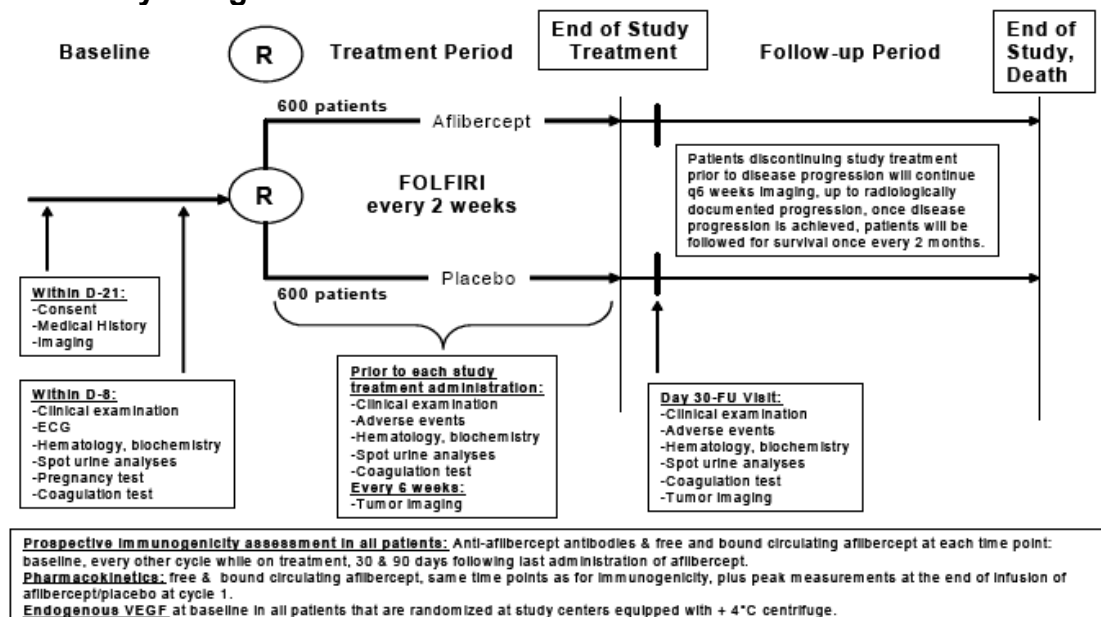 Baseline
R
Treatment Period
End of Study
Treatment
Follow-up Period
End of
Study,
Death
600 patients
Aflibercept
R
FOLFIRI
every 2 weeks
Patients discontinuing study treatment
prior to disease progression will continue
q6 weeks imaging, up to radiologically
documented progression, once disease
progression is achieved, patients will be
followed for survival once every 2 months.
Placebo
600 patients
Within D-21:
-Consent
-Medical History
-Imaging
Within D-8:
-Clinical examination
-ECG
-Hematology, biochemistry
-Spot urine analyses
-Pregnancy test
-Coagulation test
Prior to each study
treatment administration:
-Clinical examination
-Adverse events
-Hematology, biochemistry
-Spot urine analyses
-Coagulation test
Every 6 weeks:
-Tumor imaging
Day 30-FU Visit:
-Clinical examination
-Adverse events
-Hematology, biochemistry
-Spot urine analyses
-Coagulation test
-Tumor imaging
Prospective immunogenicity assessment in all patients: Anti-aflibercept antibodies & free and bound circulating aflibercept at each time point:
baseline, every other cycle while on treatment, 30 & 90 days following last administration of aflibercept.
Pharmacokinetics: free & bound circulating aflibercept, same time points as for immunogenicity, plus peak measurements at the end of infusion of
aflibercept/placebo at cycle 1.
Endogenous VEGF at baseline in all patients that are randomized at study centers equipped with + 4°C centrifuge.